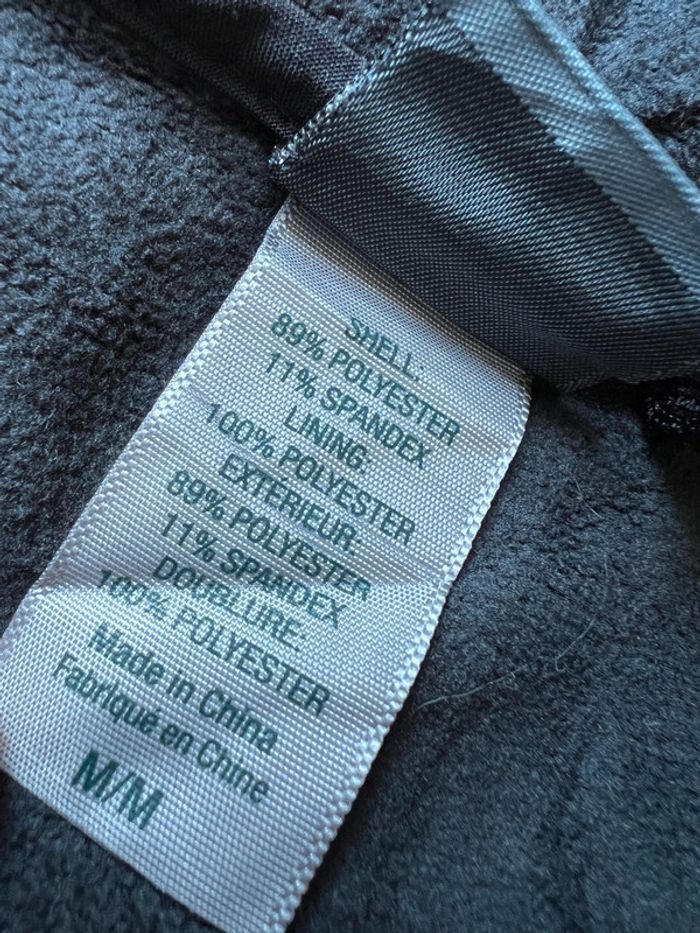 SHELL:
89% POLYESTER
11% SPANDEX
LINING:
100% POLYESTER
EXTÉRIEUR:
89% POLYESTER
11% SPANDEX
DOUBLURE:
100% POLYESTER
Made in China
Fabriqué en Chine
M/M